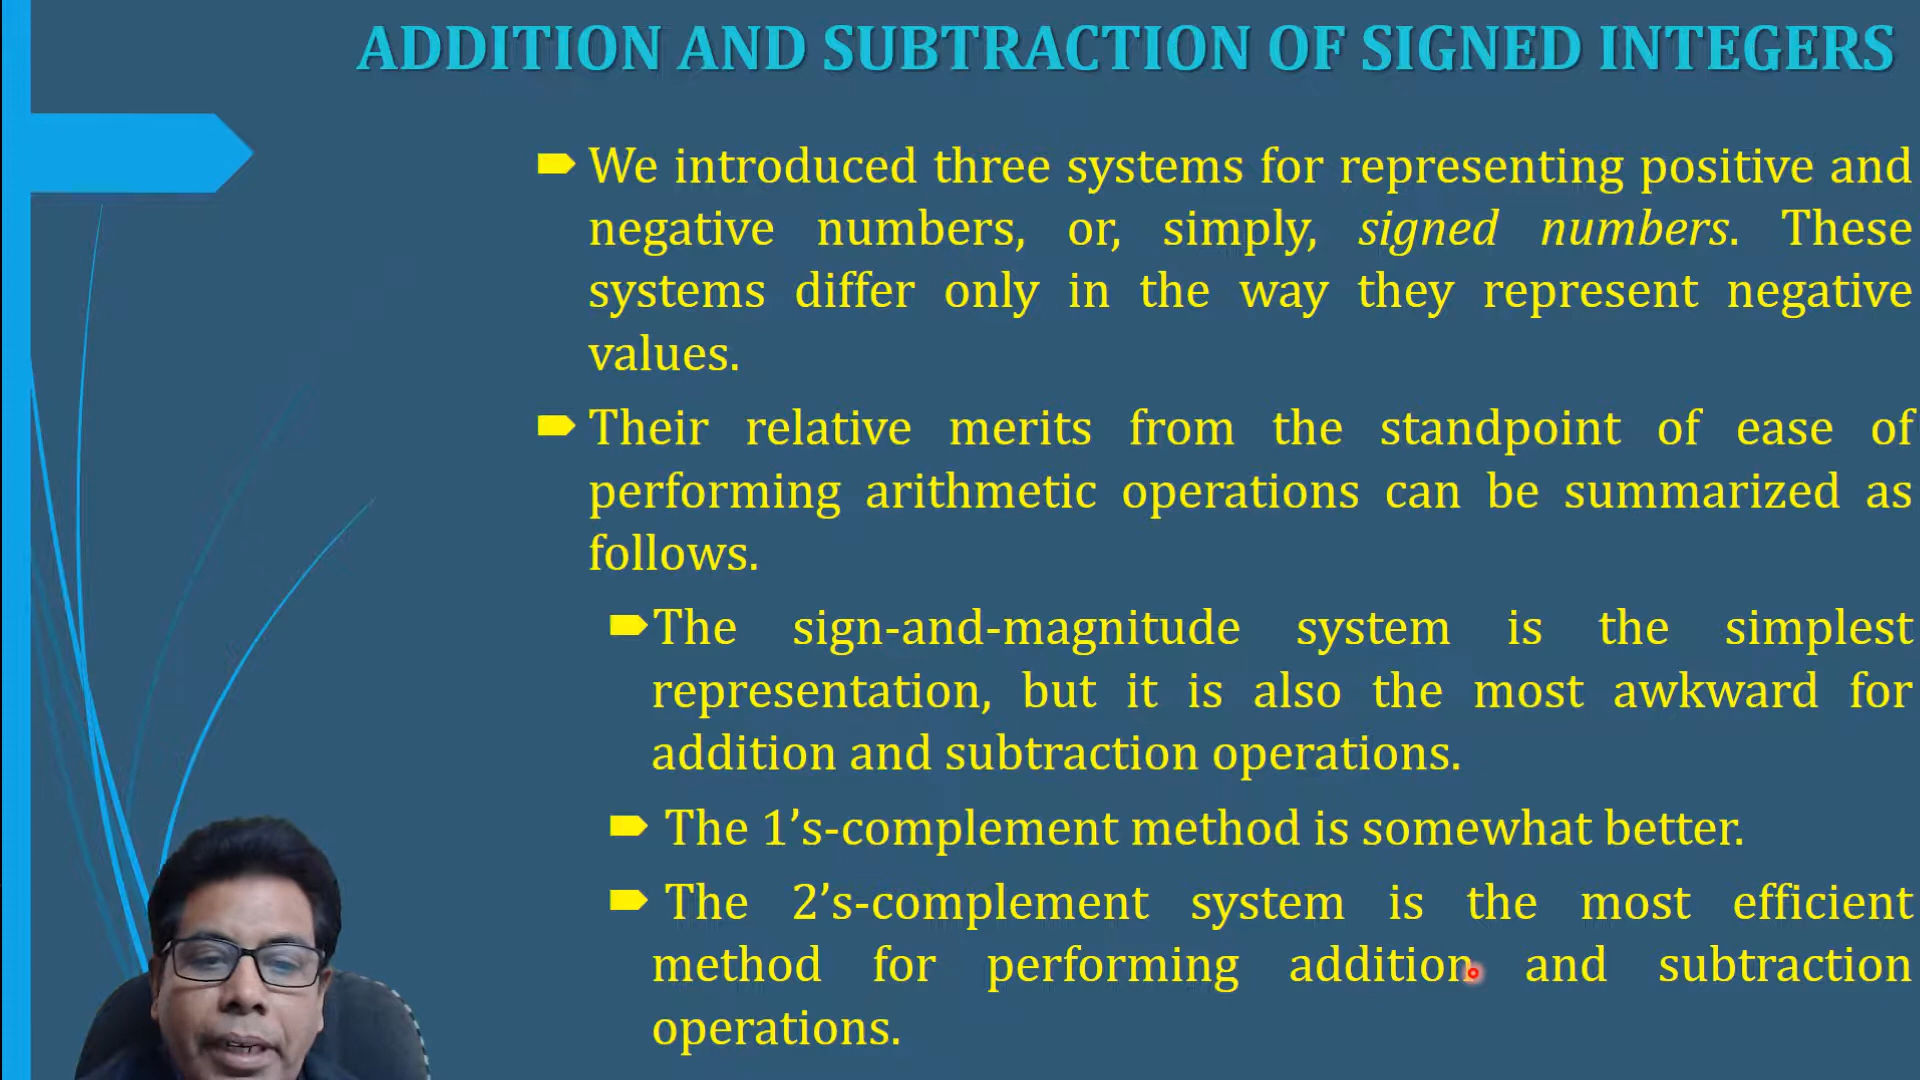 ADDITION AND SUBTRACTION OF SIGNED INTEGERS
We introduced three systems for representing positive and
negative numbers, or, simply, signed numbers. These
systems differ only in the way they represent negative
values.
Their relative merits from the standpoint of ease of
performing arithmetic operations can be summarized as
follows.
The sign-and-magnitude system is the simplest
representation, but it is also the most awkward for
addition and subtraction operations.
The 1’s-complement method is somewhat better.
The 2’s-complement system is the most efficient
method for performing addition and subtraction
operations.